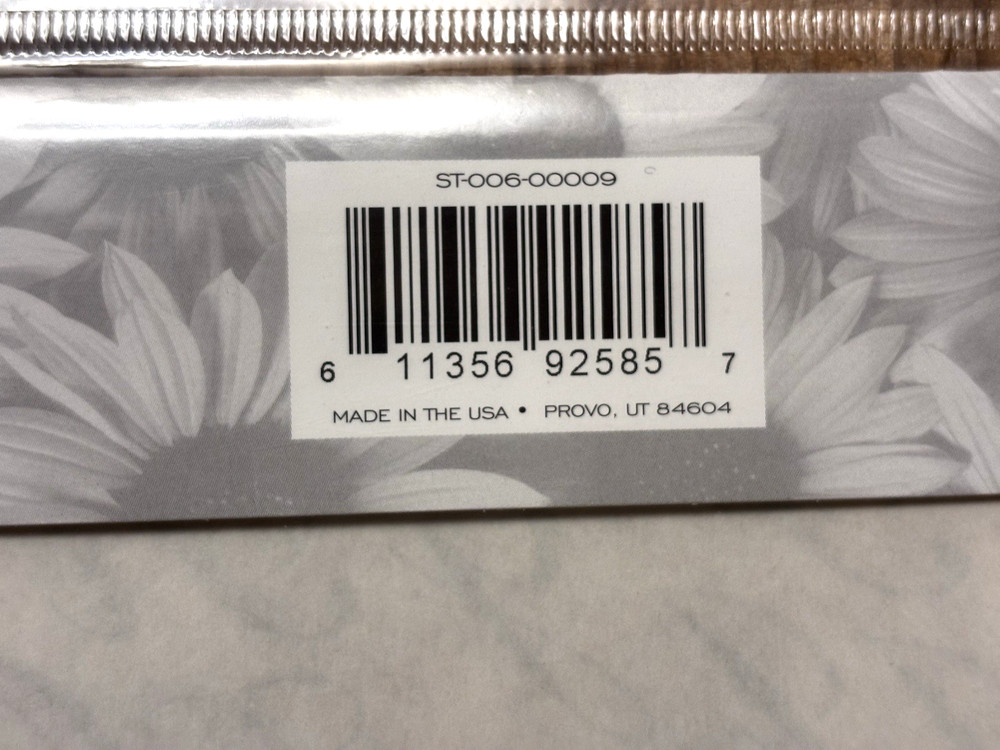 ST-006-00009
6 11356 92585 7
MADE IN THE USA • PROVO, UT 84604